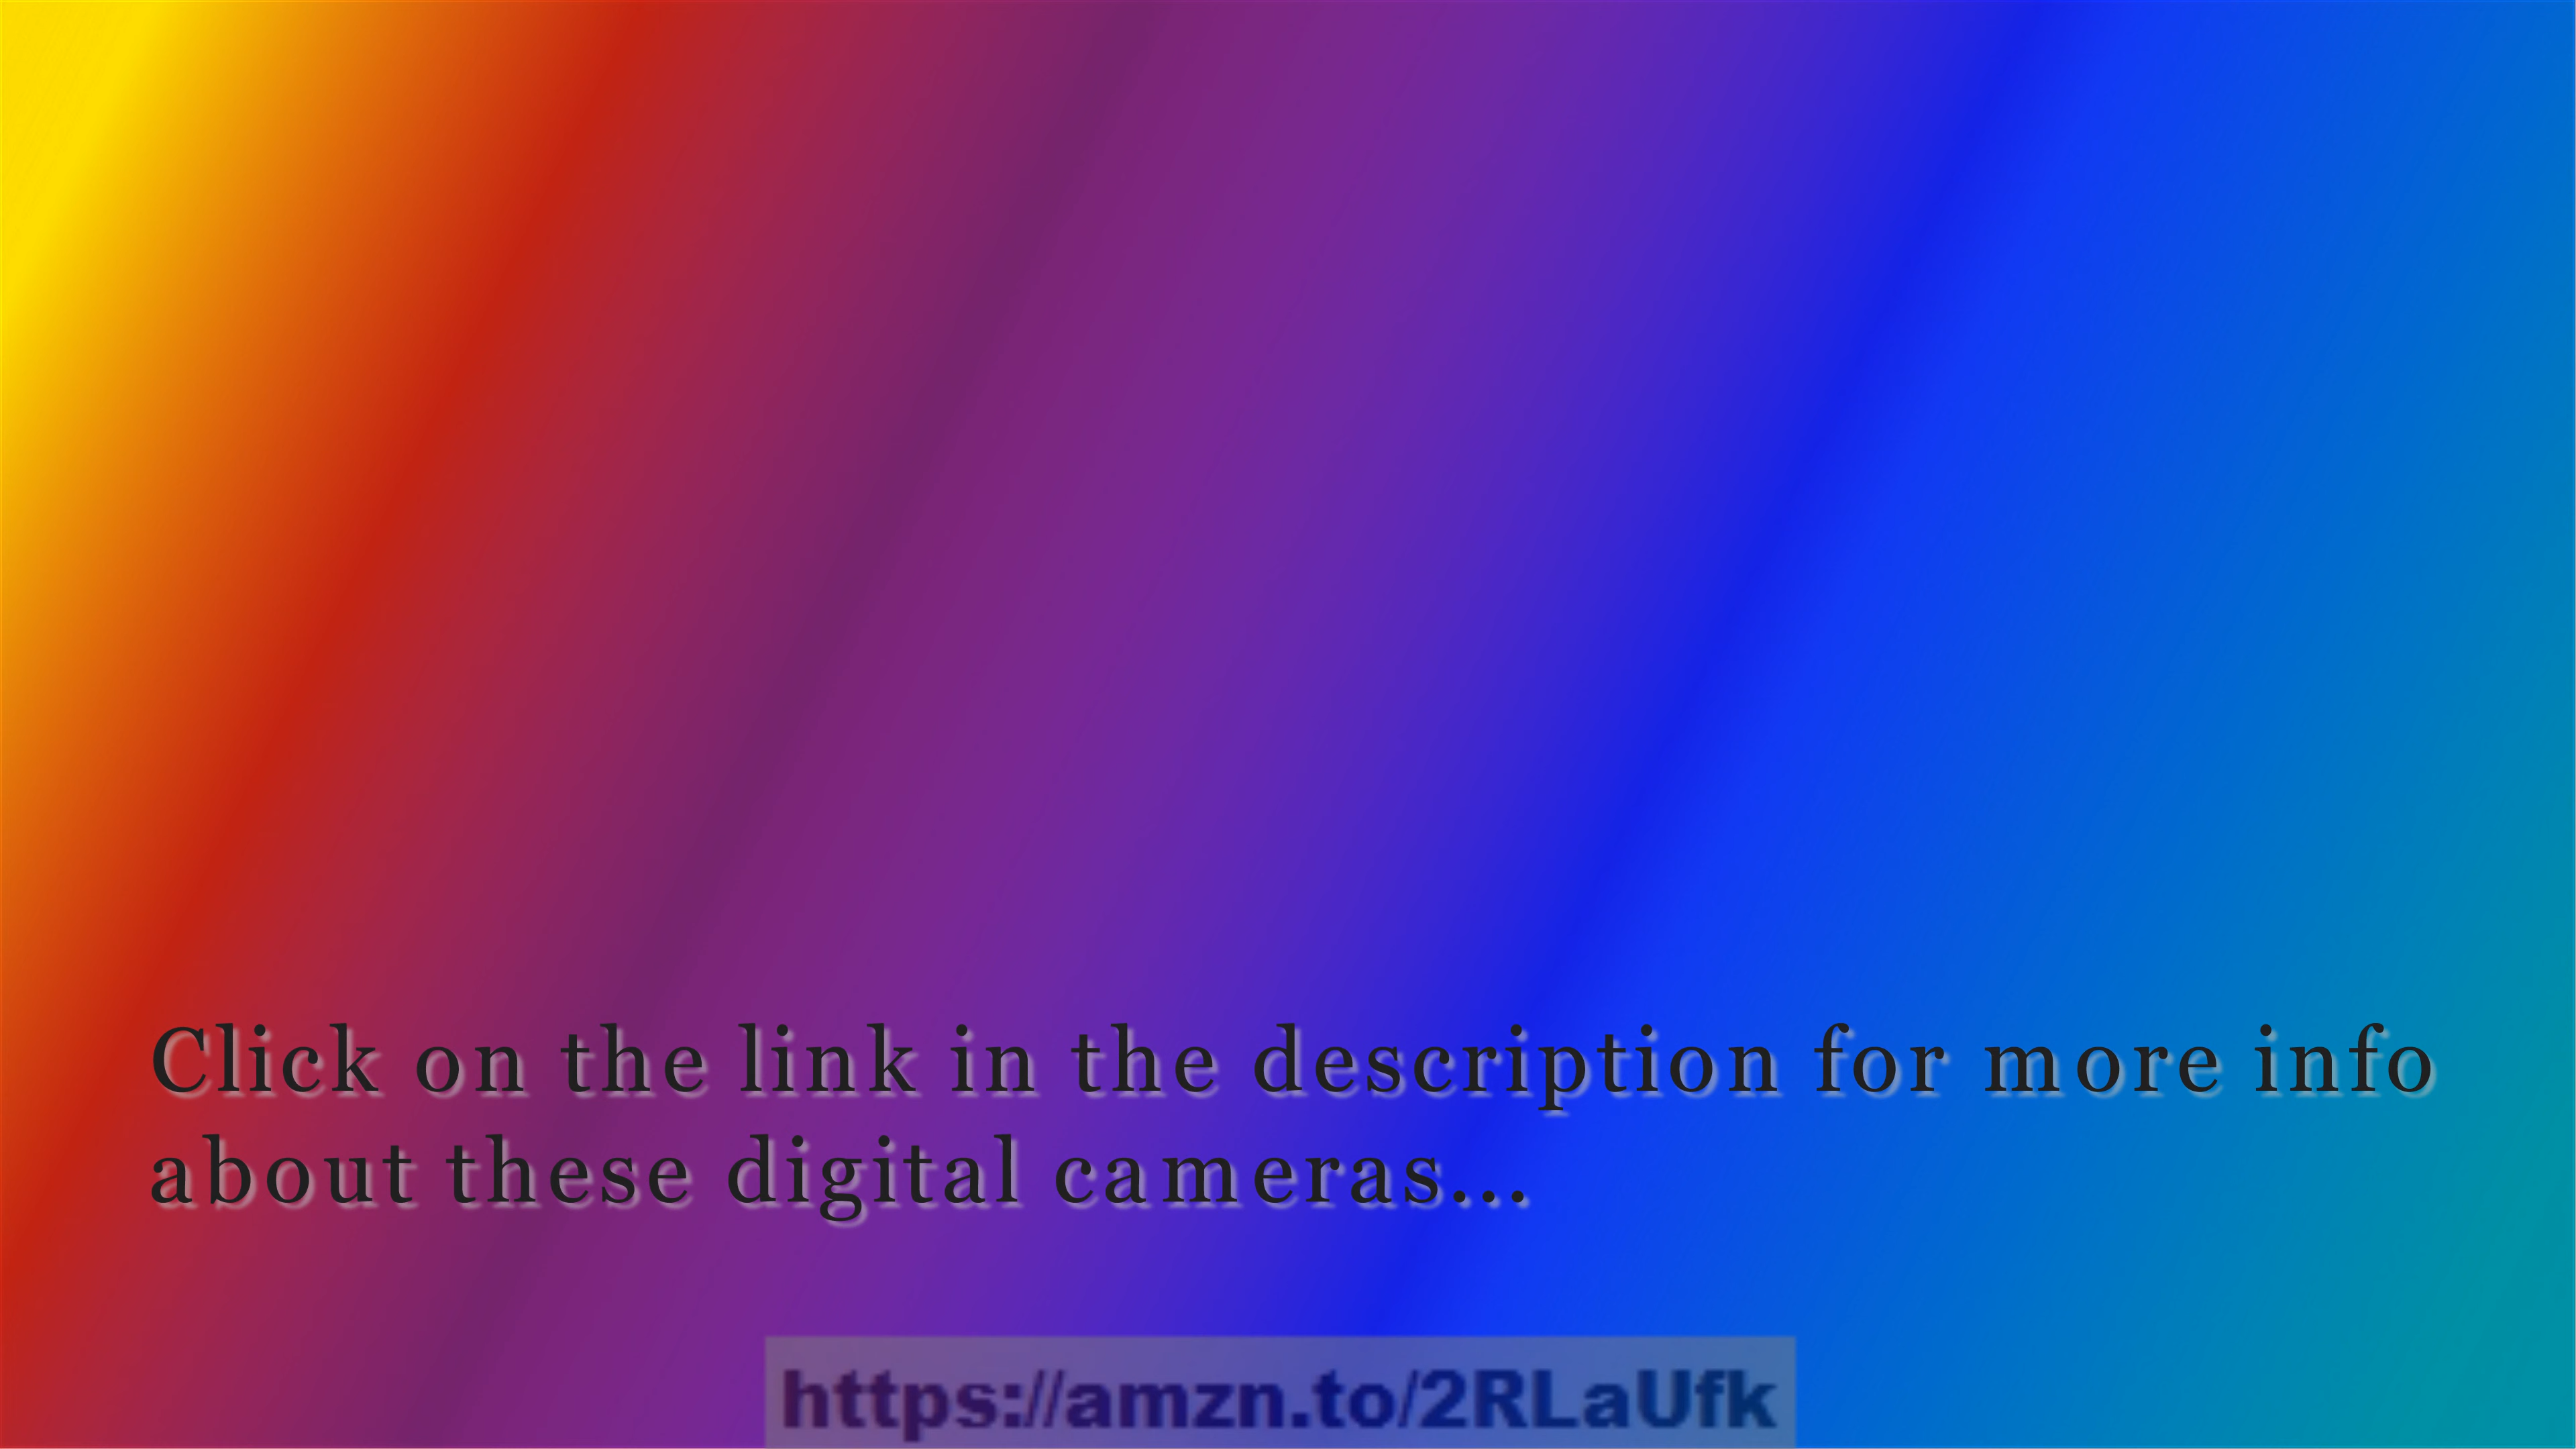 Click on the link in the description for more info
about these digital cameras...
https://amzn.to/2RLaUfk